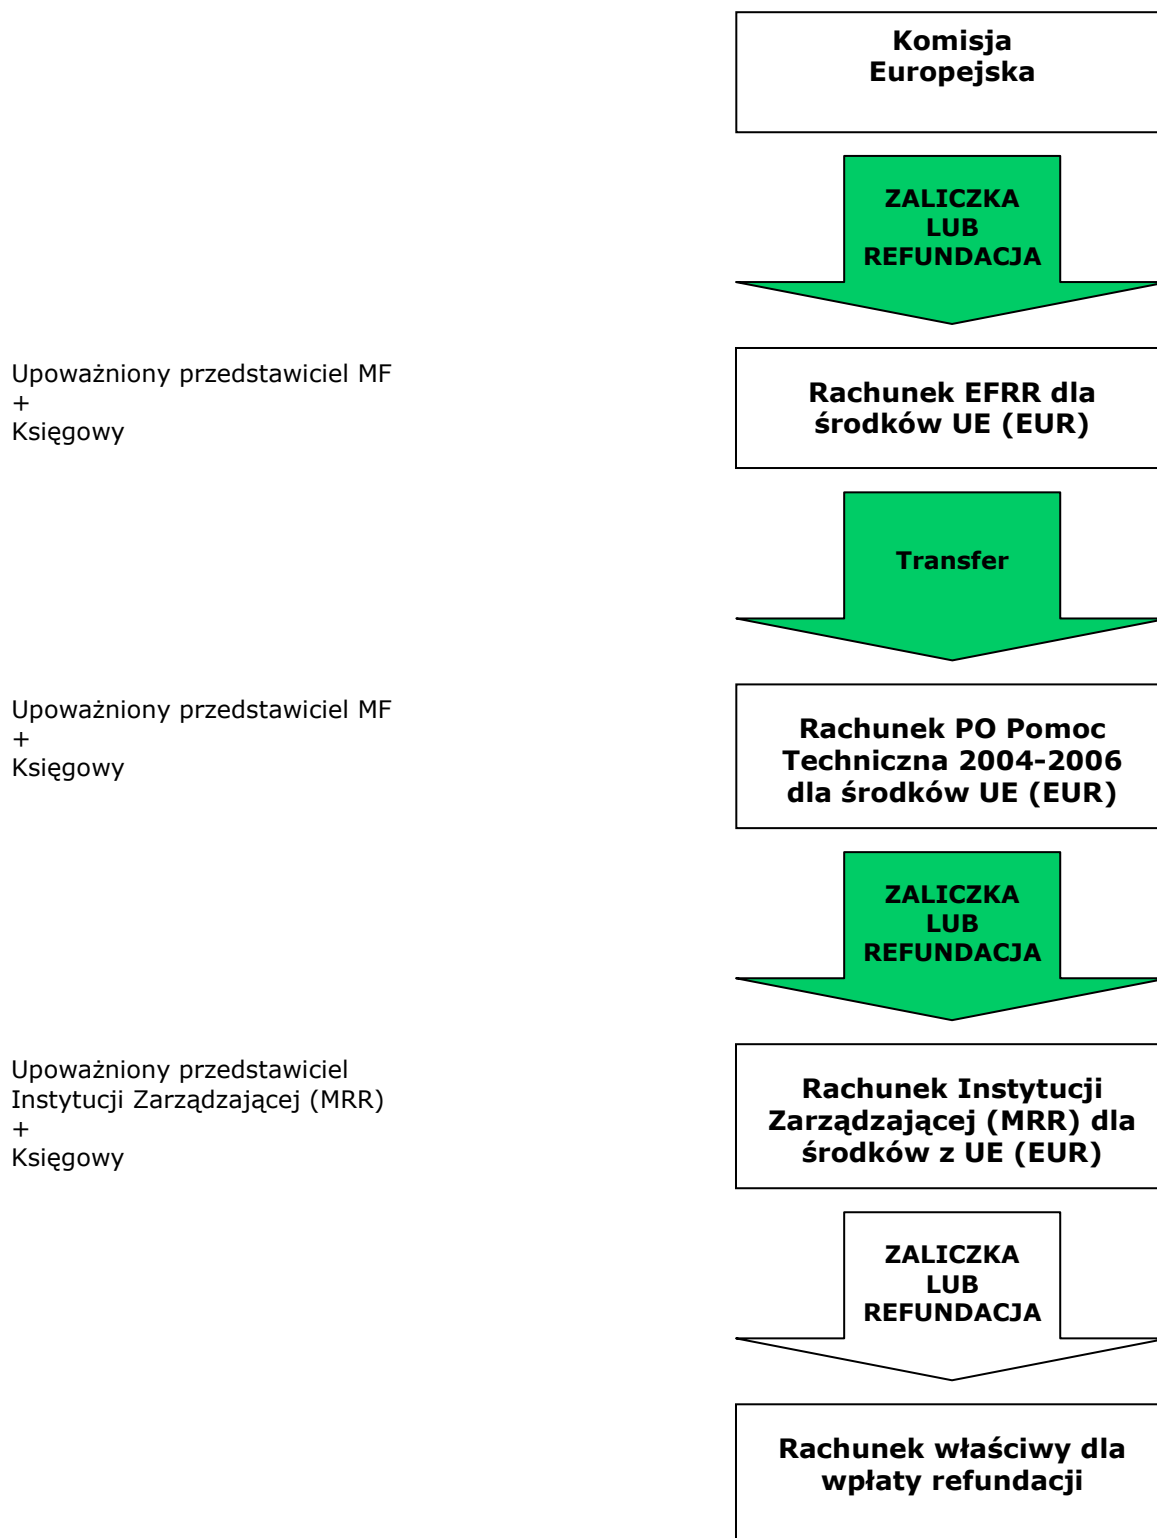 Komisja
Europejska
ZALICZKA
LUB
REFUNDACJA
Upoważniony przedstawiciel MF
+
Księgowy
Rachunek EFRR dla
środków UE (EUR)
Transfer
Upoważniony przedstawiciel MF
+
Księgowy
Rachunek PO Pomoc
Techniczna 2004-2006
dla środków UE (EUR)
ZALICZKA
LUB
REFUNDACJA
Upoważniony przedstawiciel
Instytucji Zarządzającej (MRR)
+
Księgowy
Rachunek Instytucji
Zarządzającej (MRR) dla
środków z UE (EUR)
ZALICZKA
LUB
REFUNDACJA
Rachunek właściwy dla
wpłaty refundacji